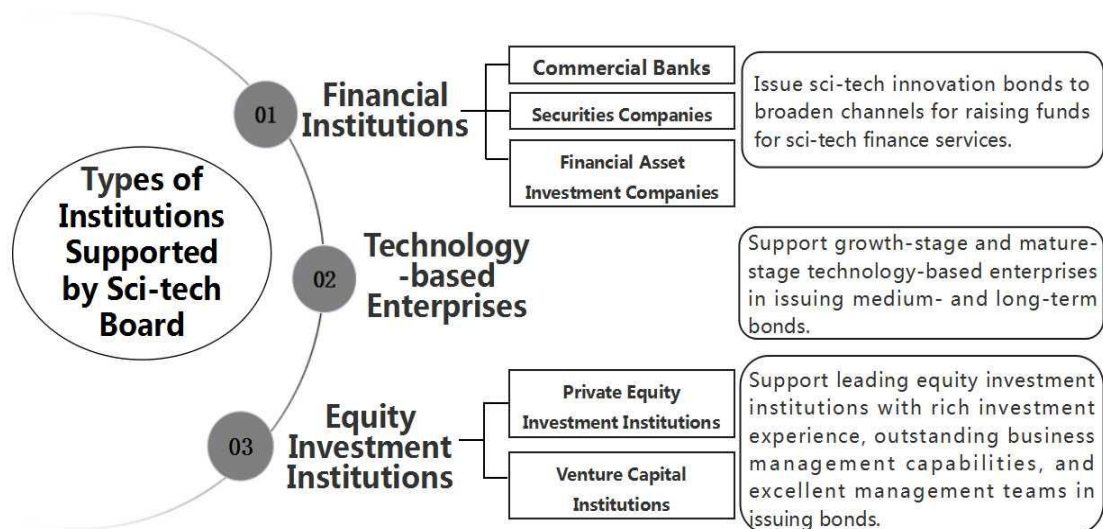 Types of
Institutions
Supported
by Sci-tech
Board
01
Financial
Institutions
Commercial Banks
Securities Companies
Financial Asset
Investment Companies
Issue sci-tech innovation bonds to
broaden channels for raising funds
for sci-tech finance services.
02
Technology
-based
Enterprises
Support growth-stage and mature-
stage technology-based enterprises
in issuing medium- and long-term
bonds.
03
Equity
Investment
Institutions
Private Equity
Investment Institutions
Venture Capital
Institutions
Support leading equity investment
institutions with rich investment
experience, outstanding business
management capabilities, and
excellent management teams in
issuing bonds.